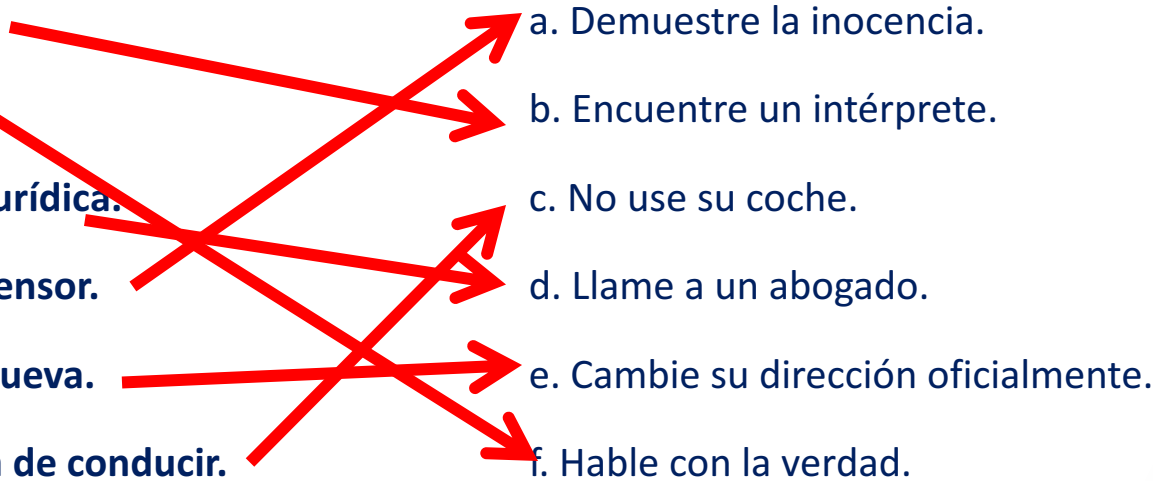 a. Demuestre la inocencia.
b. Encuentre un intérprete.
urídica. c. No use su coche.
ensor. d. Llame a un abogado.
ueva. e. Cambie su dirección oficialmente.
de conducir. f. Hable con la verdad.